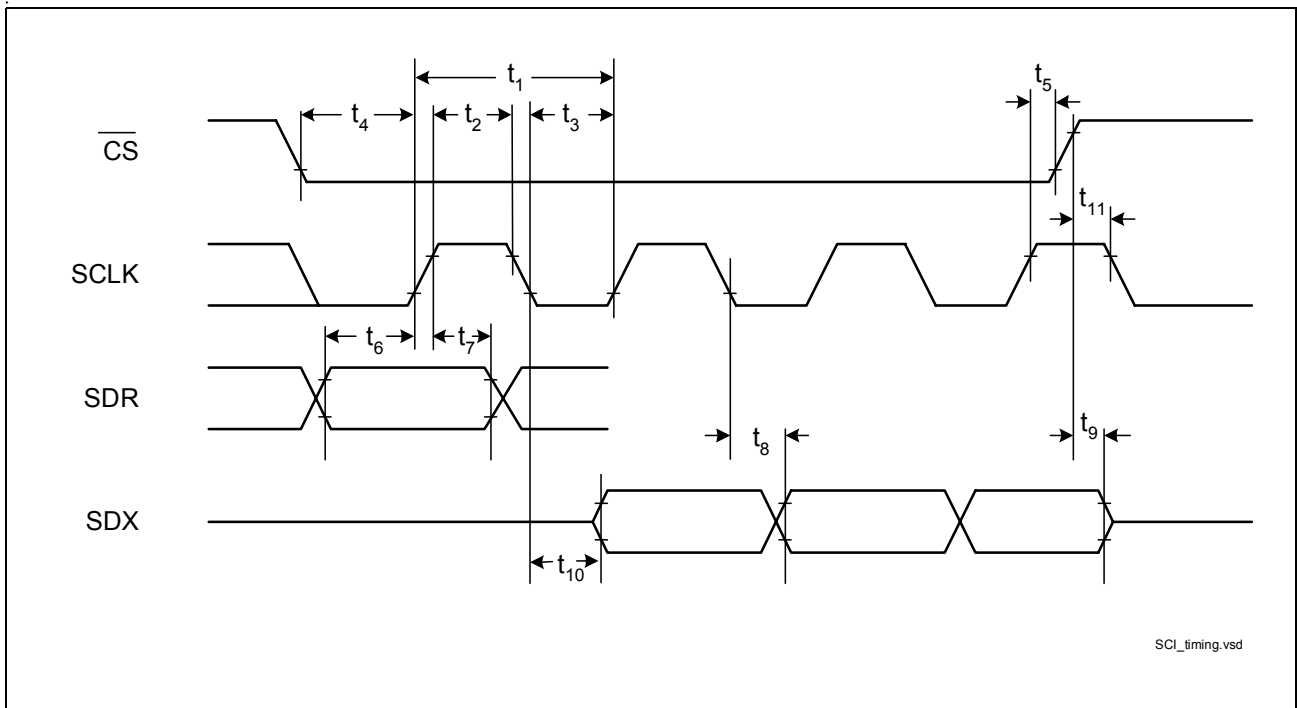 t1
t5
t4
t2
t3
CS
t11
SCLK
t6
t7
SDR
t8
t9
SDX
t10
SCI_timing.vsd